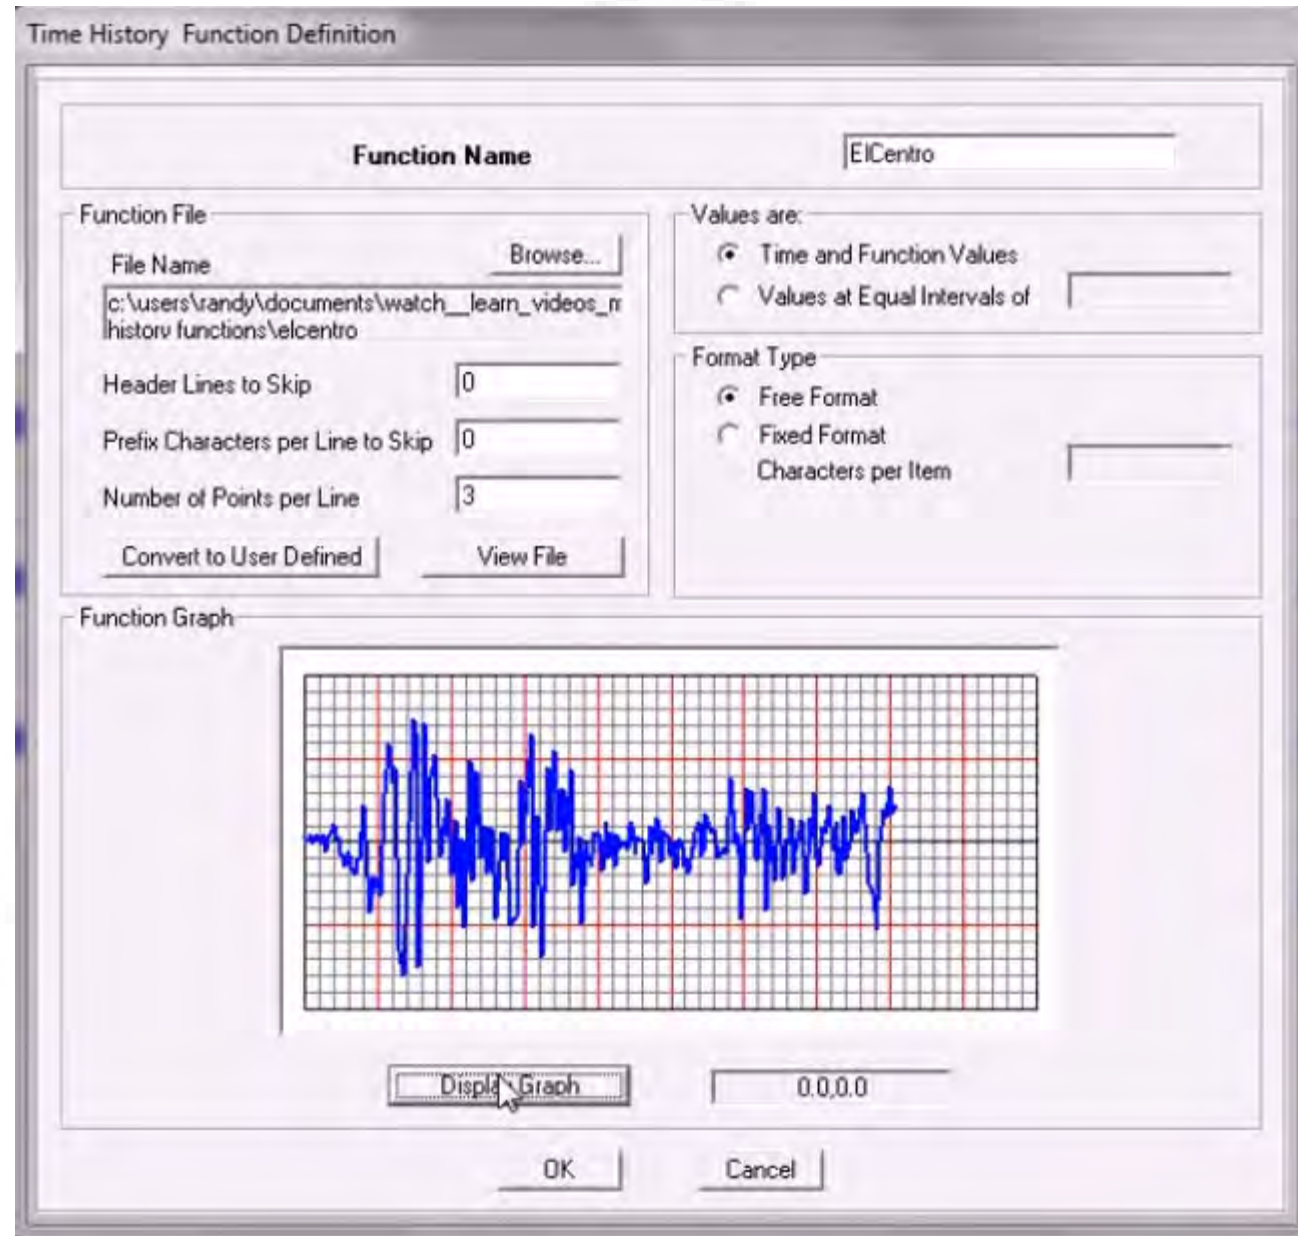 Time History Function Definition
Function Name
ElCentro
Function File
File Name
Browse...
c:\users\randy\documents\watch__learn_videos_m
history functions\elcentro
Header Lines to Skip
0
Prefix Characters per Line to Skip
0
Number of Points per Line
3
Convert to User Defined
View File
Values are:
Time and Function Values
Values at Equal Intervals of
Format Type
Free Format
Fixed Format
Characters per Item
Function Graph
Display Graph
0.0,0.0
OK
Cancel